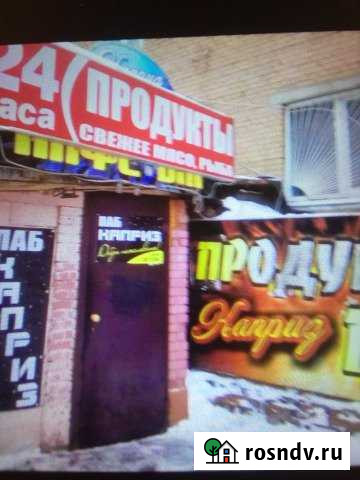 24
часа
ПРОДУКТЫ
СВЕЖЕЕ МЯСО, РЫБА
ПАБ
КАПРИЗ
ПАБ
КАПРИЗ
ПРОДУ
Каприз
rosndv.ru